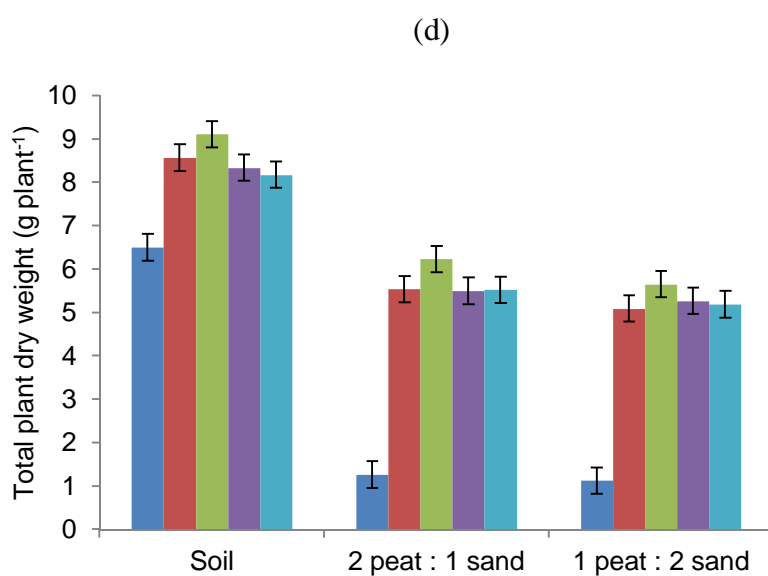 (d)
Total plant dry weight (g plant⁻¹)
10
9
8
7
6
5
4
3
2
1
0
Soil
2 peat : 1 sand
1 peat : 2 sand